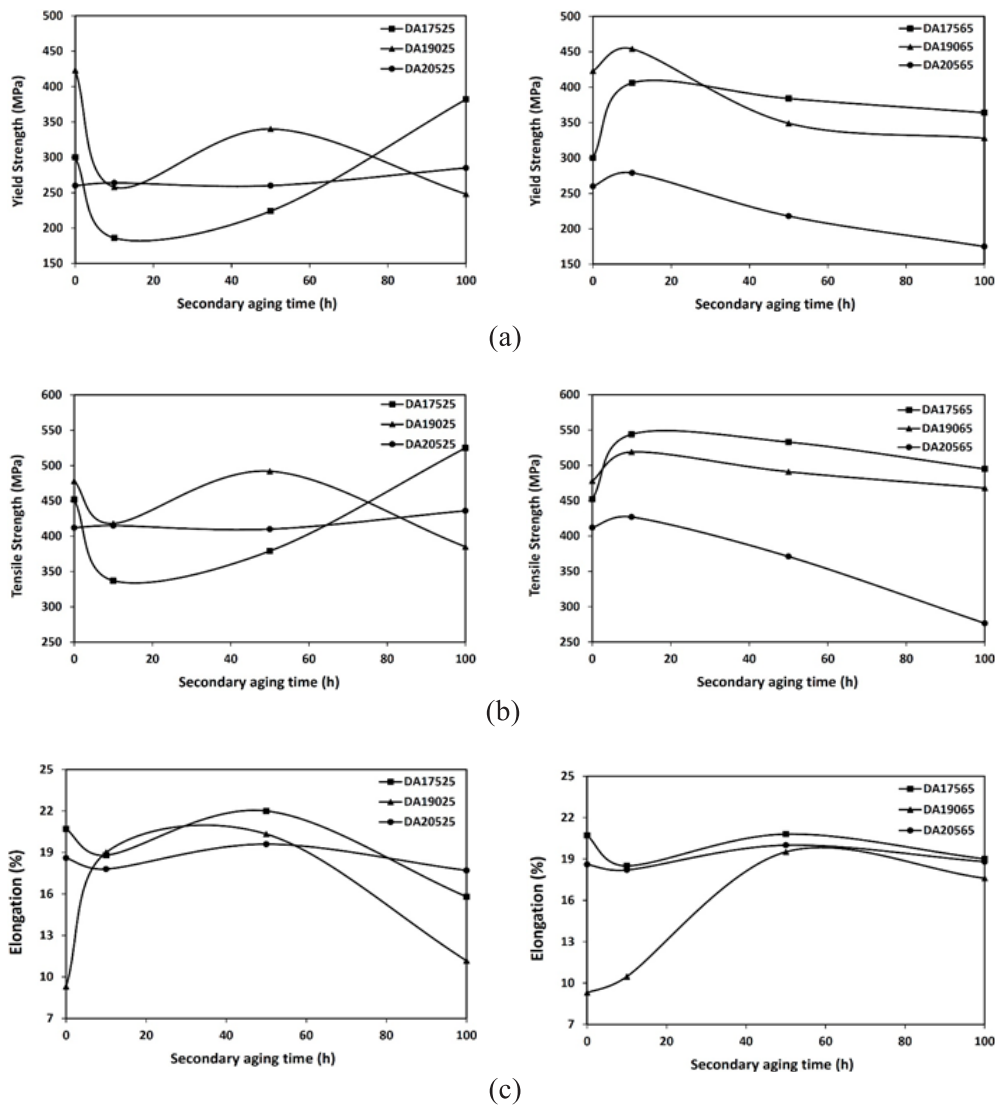 500
450
400
350
300
250
200
150
Yield Strength (MPa)
DA17525
DA19025
DA20525
0 20 40 60 80 100
Secondary aging time (h)
500
450
400
350
300
250
200
150
Yield Strength (MPa)
DA17565
DA19065
DA20565
0 20 40 60 80 100
Secondary aging time (h)
(a)
600
550
500
450
400
350
300
250
Tensile Strength (MPa)
DA17525
DA19025
DA20525
0 20 40 60 80 100
Secondary aging time (h)
600
550
500
450
400
350
300
250
Tensile Strength (MPa)
DA17565
DA19065
DA20565
0 20 40 60 80 100
Secondary aging time (h)
(b)
25
22
19
16
13
10
7
Elongation (%)
DA17525
DA19025
DA20525
0 20 40 60 80 100
Secondary aging time (h)
25
22
19
16
13
10
7
Elongation (%)
DA17565
DA19065
DA20565
0 20 40 60 80 100
Secondary aging time (h)
(c)